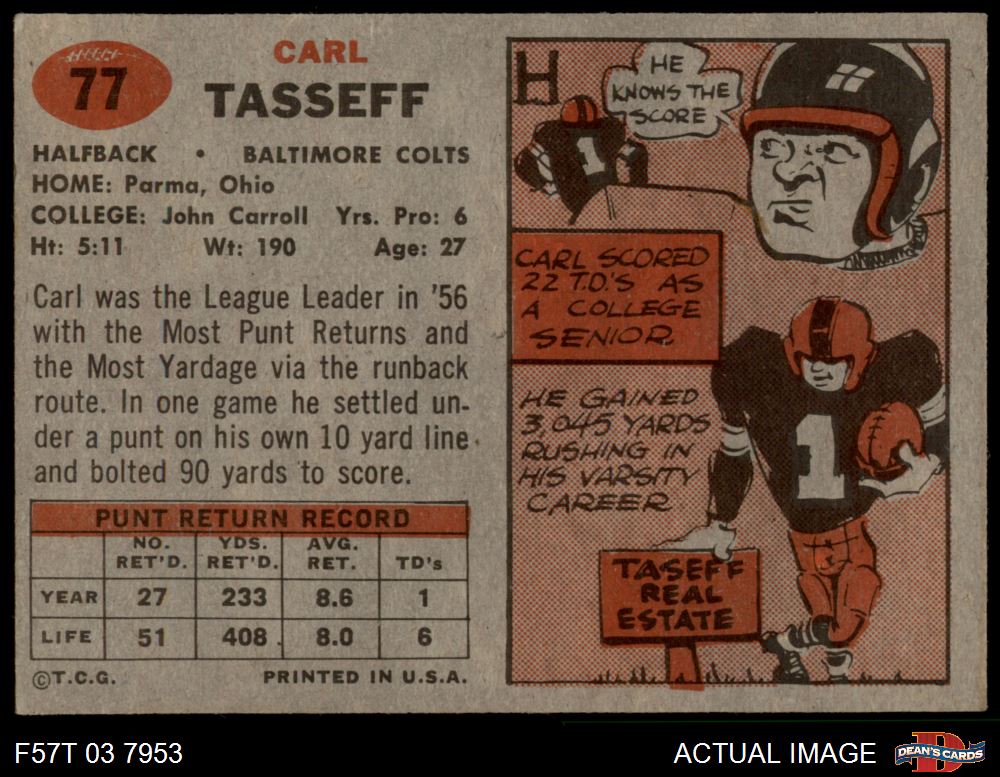 77
CARL
TASSEFF
HALFBACK • BALTIMORE COLTS
HOME: Parma, Ohio
COLLEGE: John Carroll Yrs. Pro: 6
Ht: 5:11 Wt: 190 Age: 27
Carl was the League Leader in '56
with the Most Punt Returns and
the Most Yardage via the runback
route. In one game he settled un-
der a punt on his own 10 yard line
and bolted 90 yards to score.
PUNT RETURN RECORD
NO. RET'D. YDS. RET'D. AVG. RET. TD's
YEAR 27 233 8.6 1
LIFE 51 408 8.0 6
©T.C.G. PRINTED IN U.S.A.
H
HE
KNOWS THE
SCORE
1
CARL SCORED
22 T.D.'S AS
A COLLEGE
SENIOR
HE GAINED
3,045 YARDS
RUSHING IN
HIS VARSITY
CAREER
1
TASEFF
REAL
ESTATE
F57T 03 7953
ACTUAL IMAGE
D
DEAN'S CARDS